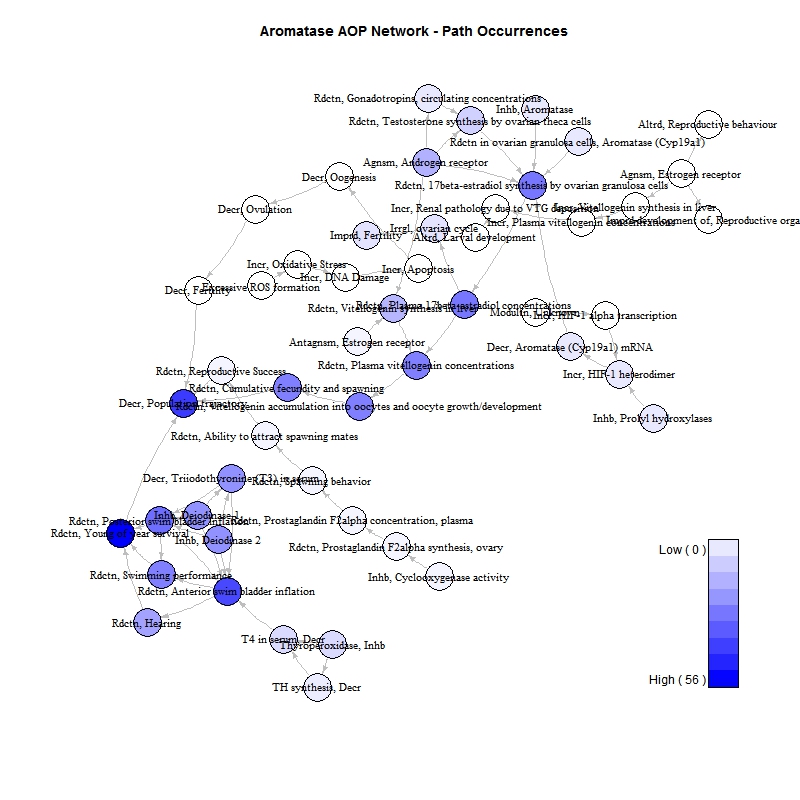 Aromatase AOP Network - Path Occurrences
Rdctn, Gonadotropins, circulating concentrations
Inhb, Aromatase
Rdctn, Testosterone synthesis by ovarian theca cells
Altrd, Reproductive behaviour
Rdctn in ovarian granulosa cells, Aromatase (Cyp19a1)
Agnsm, Androgen receptor
Agnsm, Estrogen receptor
Decr, Oogenesis
Rdctn, 17beta-estradiol synthesis by ovarian granulosa cells
Decr, Ovulation
Incr, Renal pathology due to VTG deposition
Incr, Vitellogenin synthesis in liver
Incr, Plasma vitellogenin concentrations
Imprd development of, Reproductive orga
Irrgl, ovarian cycle
Imprd, Fertility
Altrd, Larval development
Incr, Oxidative Stress
Incr, Apoptosis
Incr, DNA Damage
Excessive ROS formation
Decr, Fertility
Rdctn, Plasma 17beta-estradiol concentrations
Rdctn, Vitellogenin synthesis in liver
Incr, HIF-1 alpha transcription
Antagnsm, Estrogen receptor
Decr, Aromatase (Cyp19a1) mRNA
Rdctn, Plasma vitellogenin concentrations
Rdctn, Reproductive Success
Incr, HIF-1 heterodimer
Rdctn, Cumulative fecundity and spawning
Decr, Population trajectory
Rdctn, Vitellogenin accumulation into oocytes and oocyte growth/development
Inhb, Prolyl hydroxylases
Rdctn, Ability to attract spawning mates
Decr, Triiodothyronine (T3) in serum
Rdctn, Spawning behavior
Inhb, Deiodinase 1
Rdctn, Posterior swim bladder inflation
Rdctn, Prostaglandin F2alpha concentration, plasma
Rdctn, Young of year survival
Inhb, Deiodinase 2
Rdctn, Prostaglandin F2alpha synthesis, ovary
Low ( 0 )
Rdctn, Swimming performance
Inhb, Cyclooxygenase activity
Rdctn, Anterior swim bladder inflation
Rdctn, Hearing
T4 in serum, Decr
Thyroperoxidase, Inhb
High ( 56 )
TH synthesis, Decr